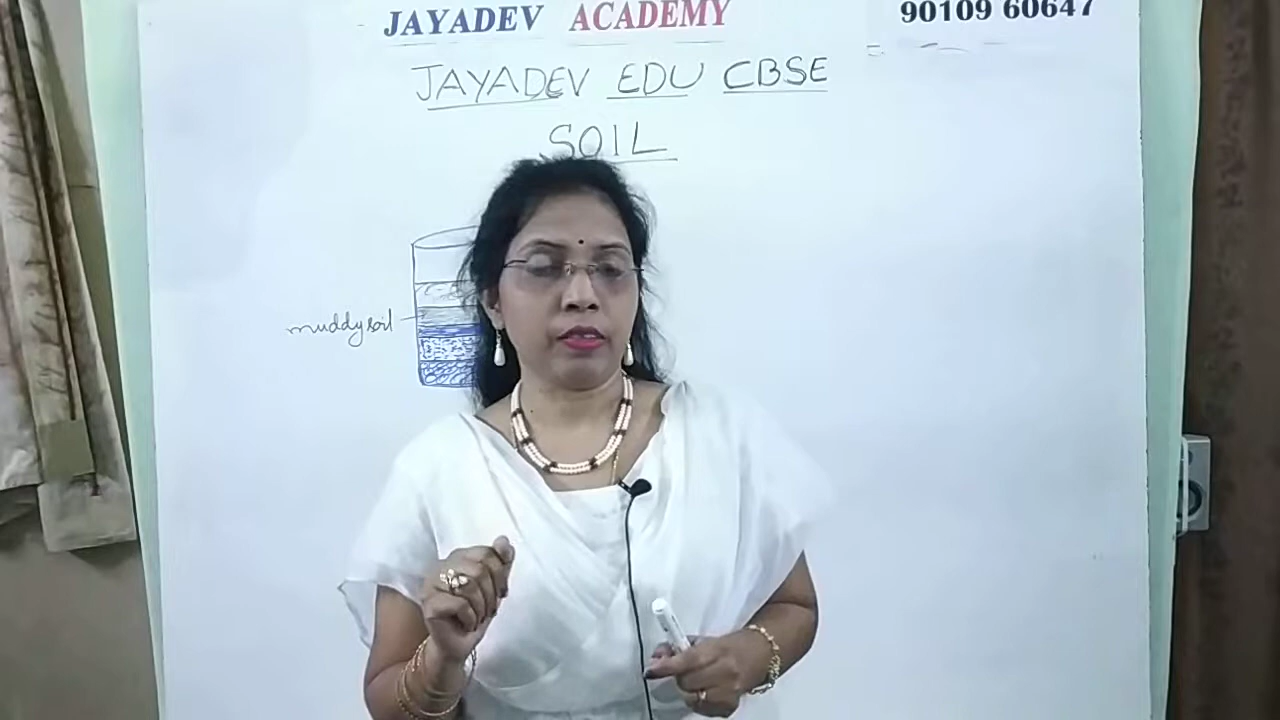 JAYADEV ACADEMY
90109 60647
JAYADEV EDU CBSE
SOIL
muddy soil